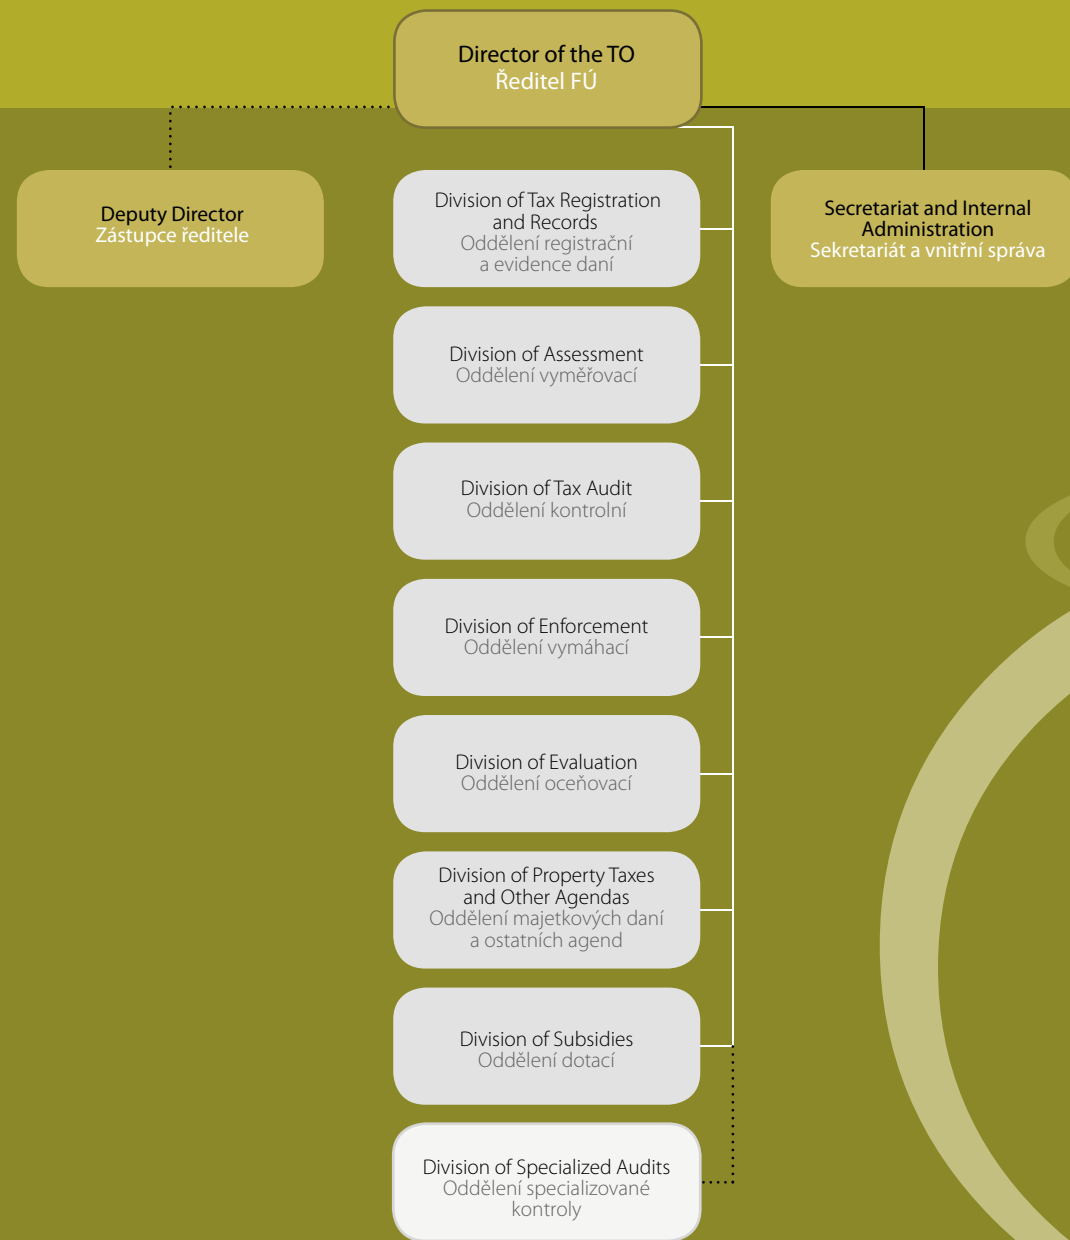 Director of the TO
Ředitel FÚ
Deputy Director
Zástupce ředitele
Division of Tax Registration
and Records
Oddělení registrační
a evidence daní
Secretariat and Internal
Administration
Sekretariát a vnitřní správa
Division of Assessment
Oddělení vyměřovací
Division of Tax Audit
Oddělení kontrolní
Division of Enforcement
Oddělení vymáhací
Division of Evaluation
Oddělení oceňovací
Division of Property Taxes
and Other Agendas
Oddělení majetkových daní
a ostatních agend
Division of Subsidies
Oddělení dotací
Division of Specialized Audits
Oddělení specializované
kontroly